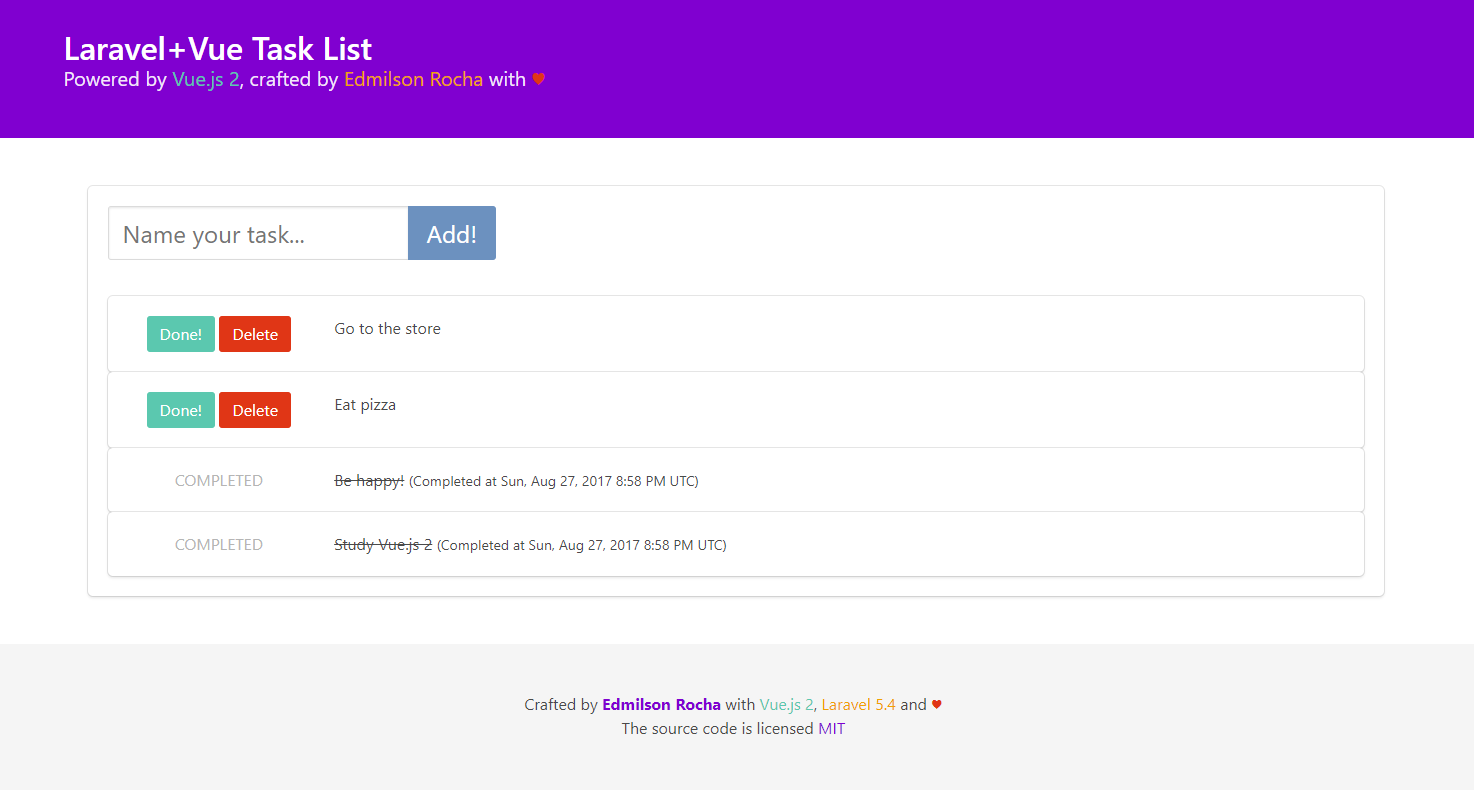 Laravel+Vue Task List
Powered by Vue.js 2, crafted by Edmilson Rocha with ♥
Name your task... Add!
Done! Delete Go to the store
Done! Delete Eat pizza
COMPLETED Be happy! (Completed at Sun, Aug 27, 2017 8:58 PM UTC)
COMPLETED Study Vue.js 2 (Completed at Sun, Aug 27, 2017 8:58 PM UTC)
Crafted by Edmilson Rocha with Vue.js 2, Laravel 5.4 and ♥
The source code is licensed MIT